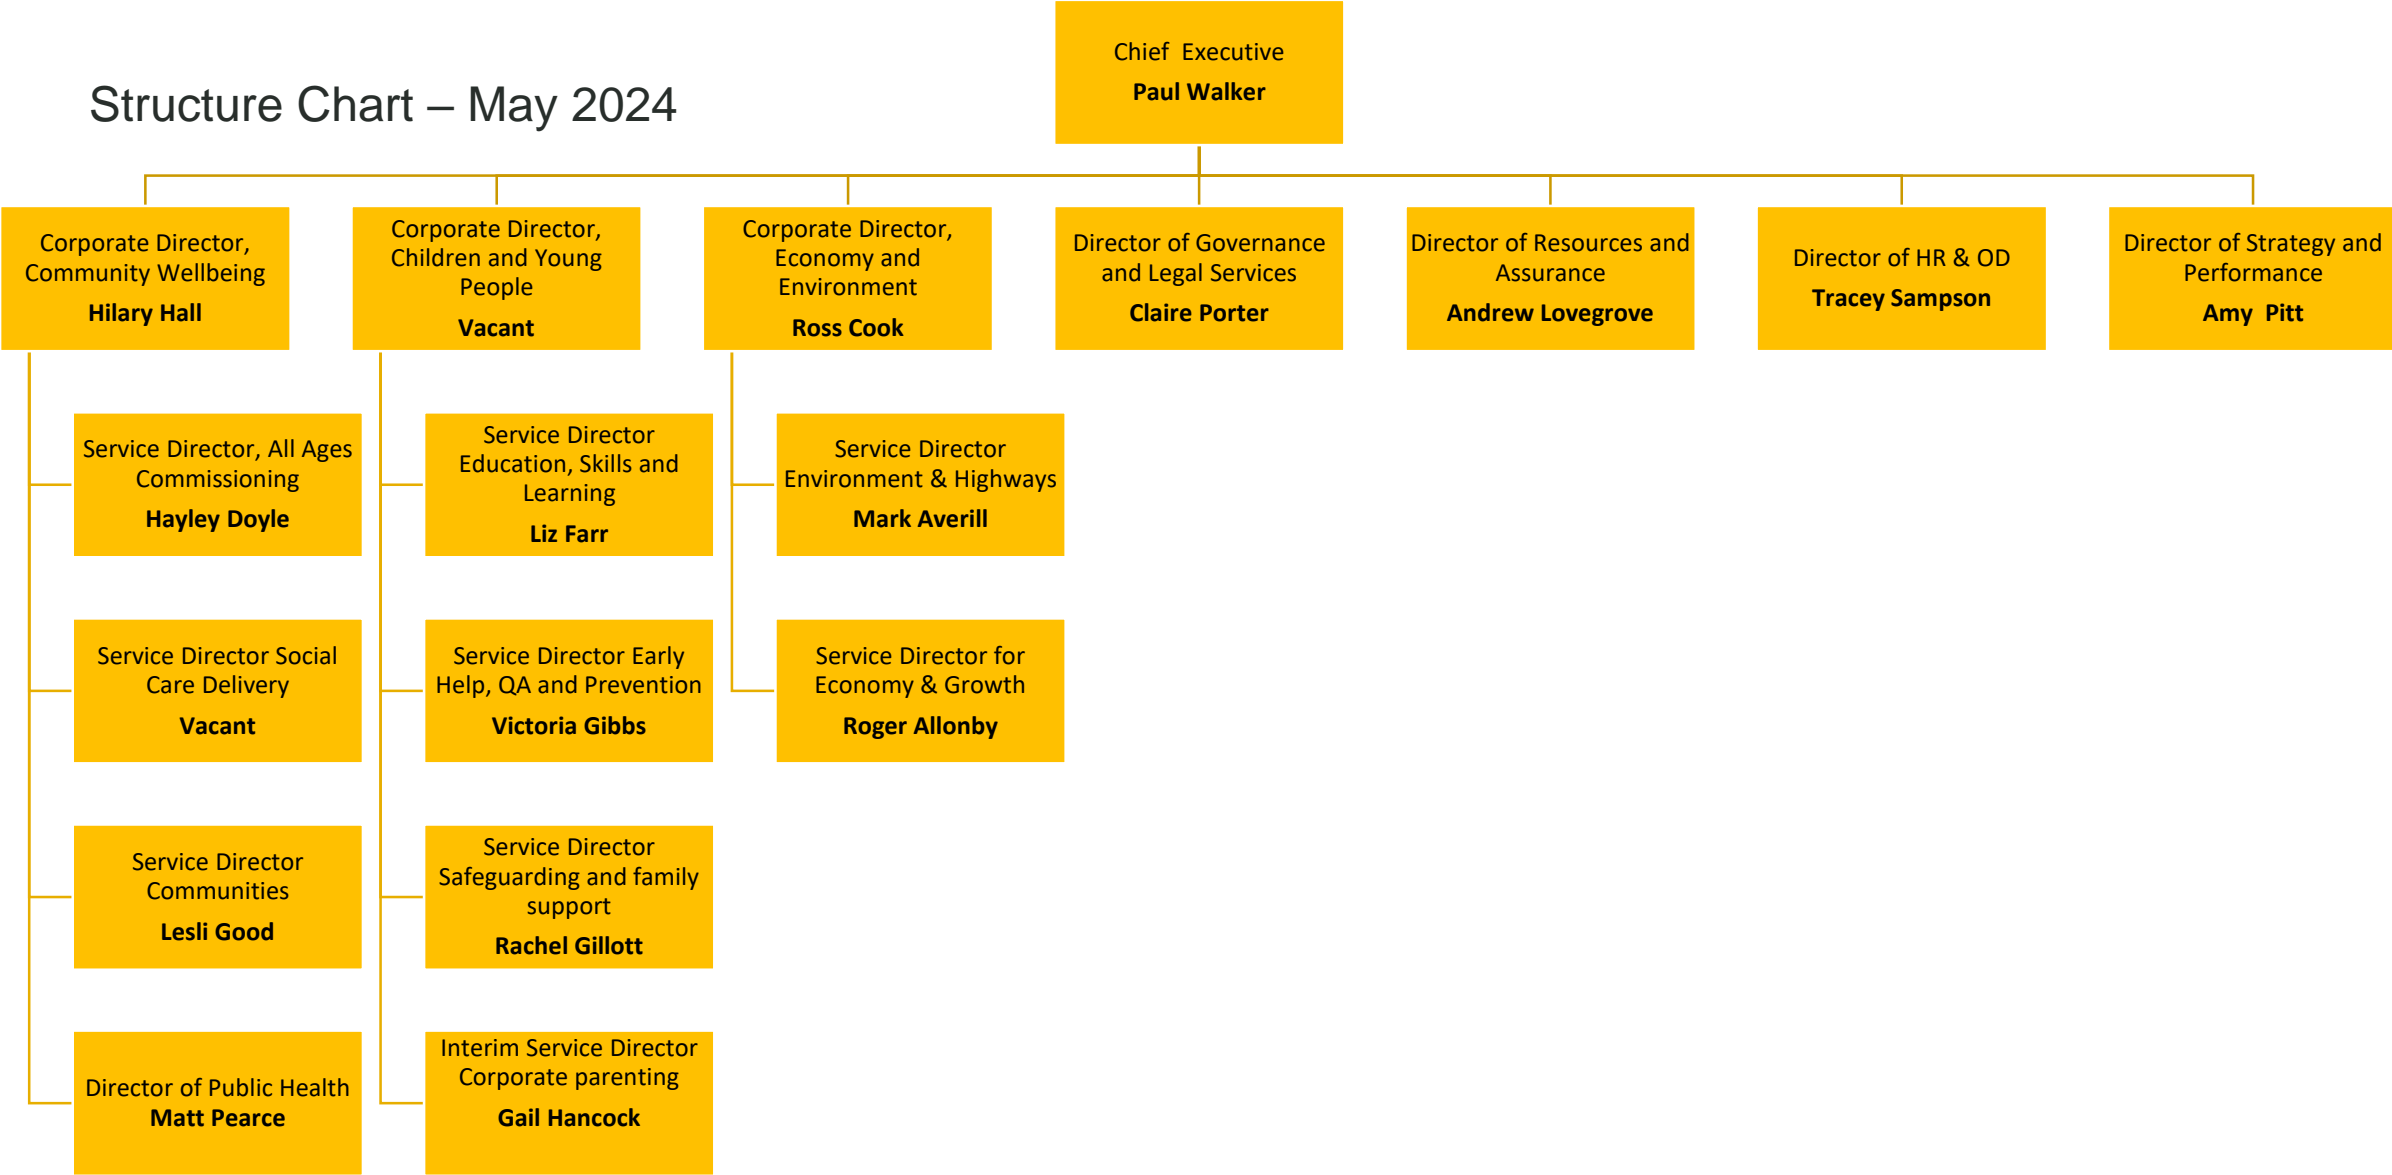 Structure Chart – May 2024
Chief  Executive
Paul Walker
Corporate Director,
Community Wellbeing
Hilary Hall
Corporate Director,
Children and Young
People
Vacant
Corporate Director,
Economy and
Environment
Ross Cook
Director of Governance
and Legal Services
Claire Porter
Director of Resources and
Assurance
Andrew Lovegrove
Director of HR & OD
Tracey Sampson
Director of Strategy and
Performance
Amy  Pitt
Service Director, All Ages
Commissioning
Hayley Doyle
Service Director Social
Care Delivery
Vacant
Service Director
Communities
Lesli Good
Director of Public Health
Matt Pearce
Service Director
Education, Skills and
Learning
Liz Farr
Service Director Early
Help, QA and Prevention
Victoria Gibbs
Service Director
Safeguarding and family
support
Rachel Gillott
Interim Service Director
Corporate parenting
Gail Hancock
Service Director
Environment & Highways
Mark Averill
Service Director for
Economy & Growth
Roger Allonby